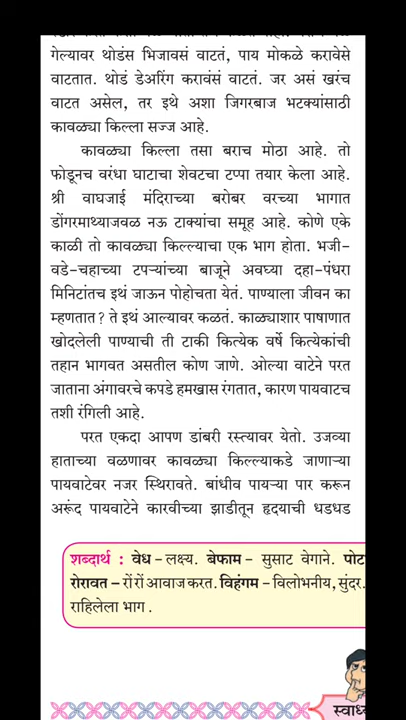 गेल्यावर थोडंस भिजावसं वाटतं, पाय मोकळे करावेसे
वाटतात. थोडं डेअरिंग करावंसं वाटतं. जर असं खरंच
वाटत असेल, तर इथे अशा जिगरबाज भटक्यांसाठी
कावळ्या किल्ला सज्ज आहे.
कावळ्या किल्ला तसा बराच मोठा आहे. तो
फोडूनच वरंधा घाटाचा शेवटचा टप्पा तयार केला आहे.
श्री वाघजाई मंदिराच्या बरोबर वरच्या भागात
डोंगरमाथ्याजवळ नऊ टाक्यांचा समूह आहे. कोणे एके
काळी तो कावळ्या किल्ल्याचा एक भाग होता. भजी-
वडे-चहाच्या टपऱ्यांच्या बाजूने अवघ्या दहा-पंधरा
मिनिटांतच इथं जाऊन पोहोचता येतं. पाण्याला जीवन का
म्हणतात ? ते इथं आल्यावर कळतं. काळ्याशार पाषाणात
खोदलेली पाण्याची ती टाकी कित्येक वर्षे कित्येकांची
तहान भागवत असतील कोण जाणे. ओल्या वाटेने परत
जाताना अंगावरचे कपडे हमखास रंगतात, कारण पायवाटच
तशी रंगिली आहे.
परत एकदा आपण डांबरी रस्त्यावर येतो. उजव्या
हाताच्या वळणावर कावळ्या किल्ल्याकडे जाणाऱ्या
पायवाटेवर नजर स्थिरावते. बांधीव पायऱ्या पार करून
अरूंद पायवाटेने कारवीच्या झाडीतून हृदयाची धडधड
शब्दार्थ : वेध – लक्ष्य. बेफाम – सुसाट वेगाने. पोट
रोरावत – रों रों आवाज करत. विहंगम – विलोभनीय, सुंदर.
राहिलेला भाग .
स्वाध्य